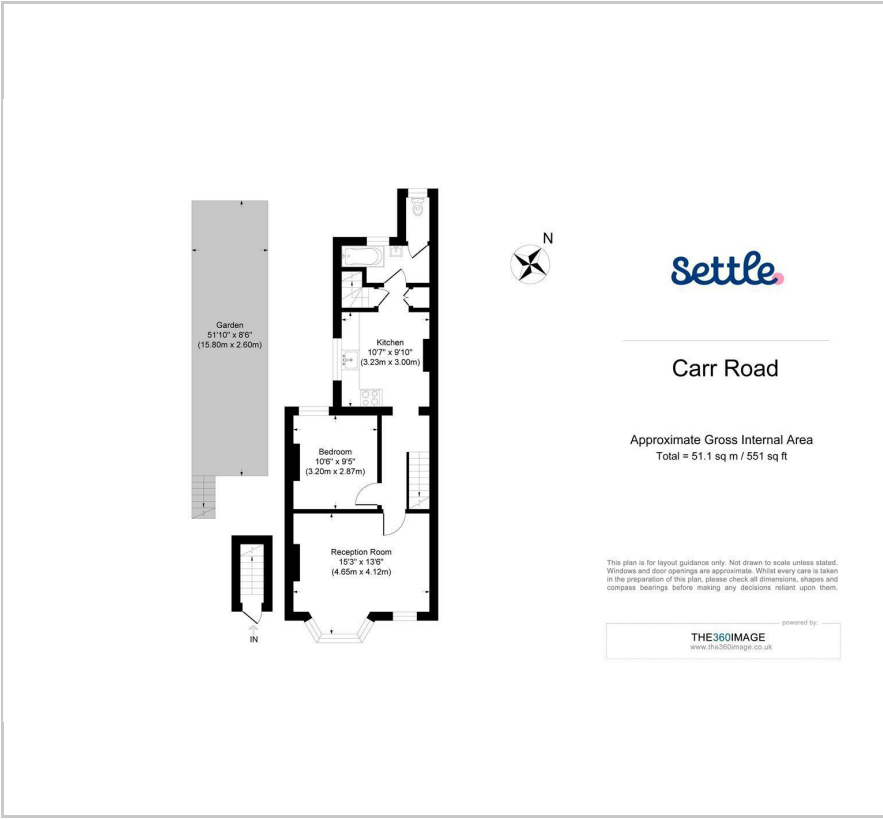 Garden
51'10" x 8'6"
(15.80m x 2.60m)
Kitchen
10'7" x 9'10"
(3.23m x 3.00m)
Bedroom
10'6" x 9'5"
(3.20m x 2.87m)
Reception Room
15'3" x 13'6"
(4.65m x 4.12m)
IN
N
settle
Carr Road
Approximate Gross Internal Area
Total = 51.1 sq m / 551 sq ft
This plan is for layout guidance only. Not drawn to scale unless stated.
Windows and door openings are approximate. Whilst every care is taken
in the preparation of this plan, please check all dimensions, shapes and
compass bearings before making any decisions reliant upon them.
powered by:
THE360IMAGE
www.the360image.co.uk